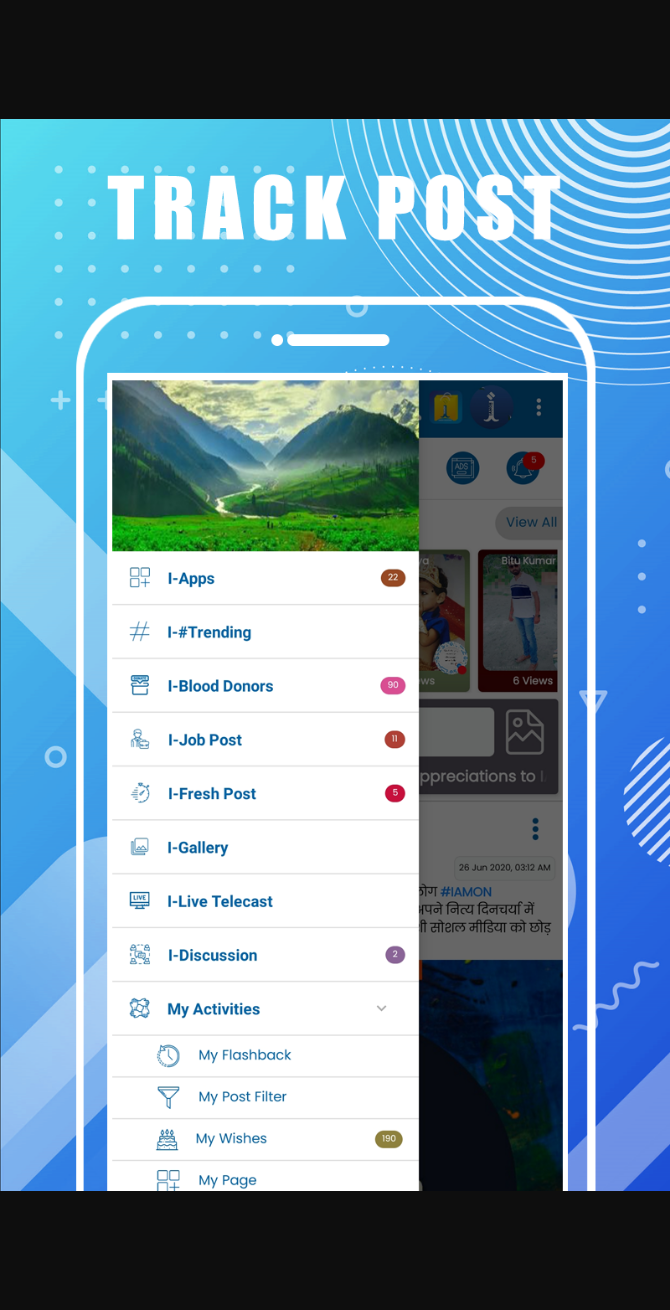 TRACK POST
ADS
5
View All
I-Apps 22
I-#Trending
I-Blood Donors 90
I-Job Post 11
I-Fresh Post 5
I-Gallery
LIVE I-Live Telecast
I-Discussion 2
My Activities
My Flashback
My Post Filter
My Wishes 190
My Page
Bitu Kumar
6 Views
ppreciations to
26 Jun 2020, 03:12 AM
#IAMON
नित्य दिनचर्या में
सोशल मीडिया को छोड़